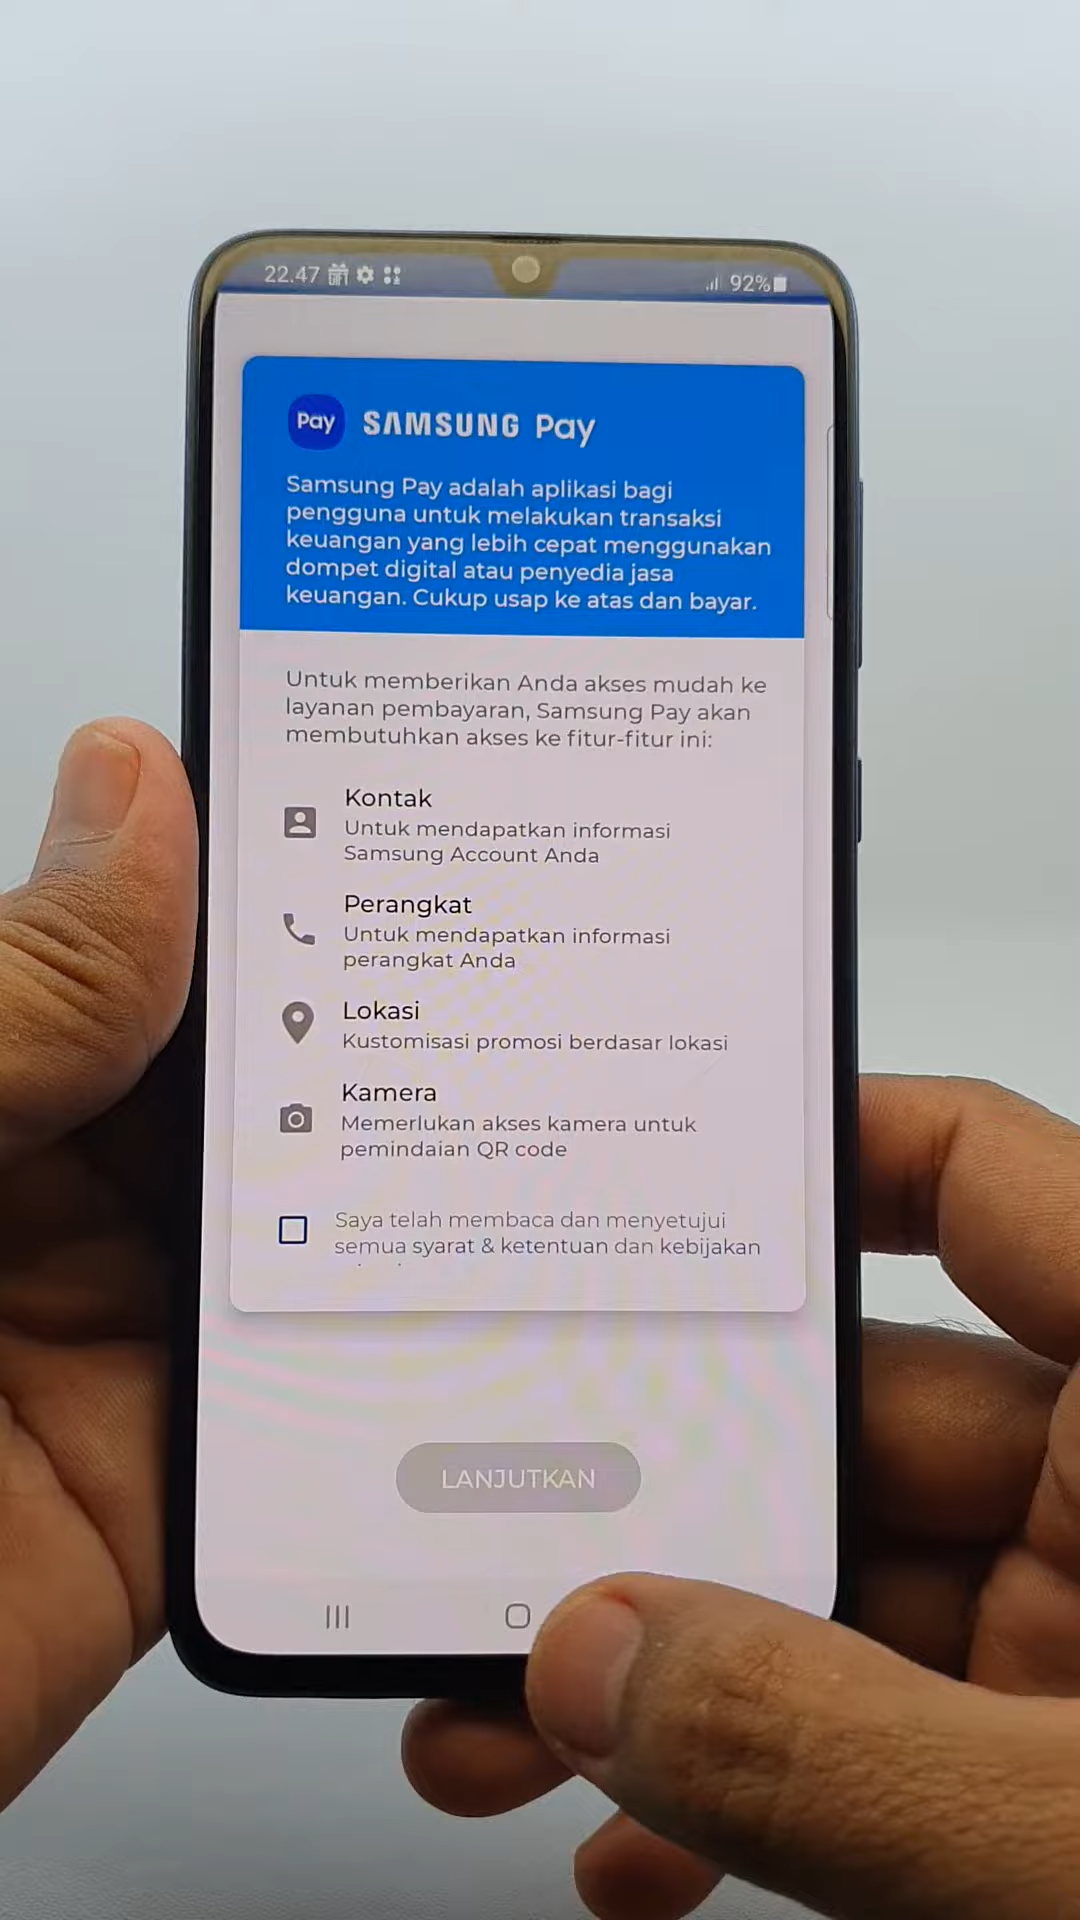 22.47
92%
Pay SAMSUNG Pay
Samsung Pay adalah aplikasi bagi
pengguna untuk melakukan transaksi
keuangan yang lebih cepat menggunakan
dompet digital atau penyedia jasa
keuangan. Cukup usap ke atas dan bayar.
Untuk memberikan Anda akses mudah ke
layanan pembayaran, Samsung Pay akan
membutuhkan akses ke fitur-fitur ini:
Kontak
Untuk mendapatkan informasi
Samsung Account Anda
Perangkat
Untuk mendapatkan informasi
perangkat Anda
Lokasi
Kustomisasi promosi berdasar lokasi
Kamera
Memerlukan akses kamera untuk
pemindaian QR code
Saya telah membaca dan menyetujui
semua syarat & ketentuan dan kebijakan
LANJUTKAN